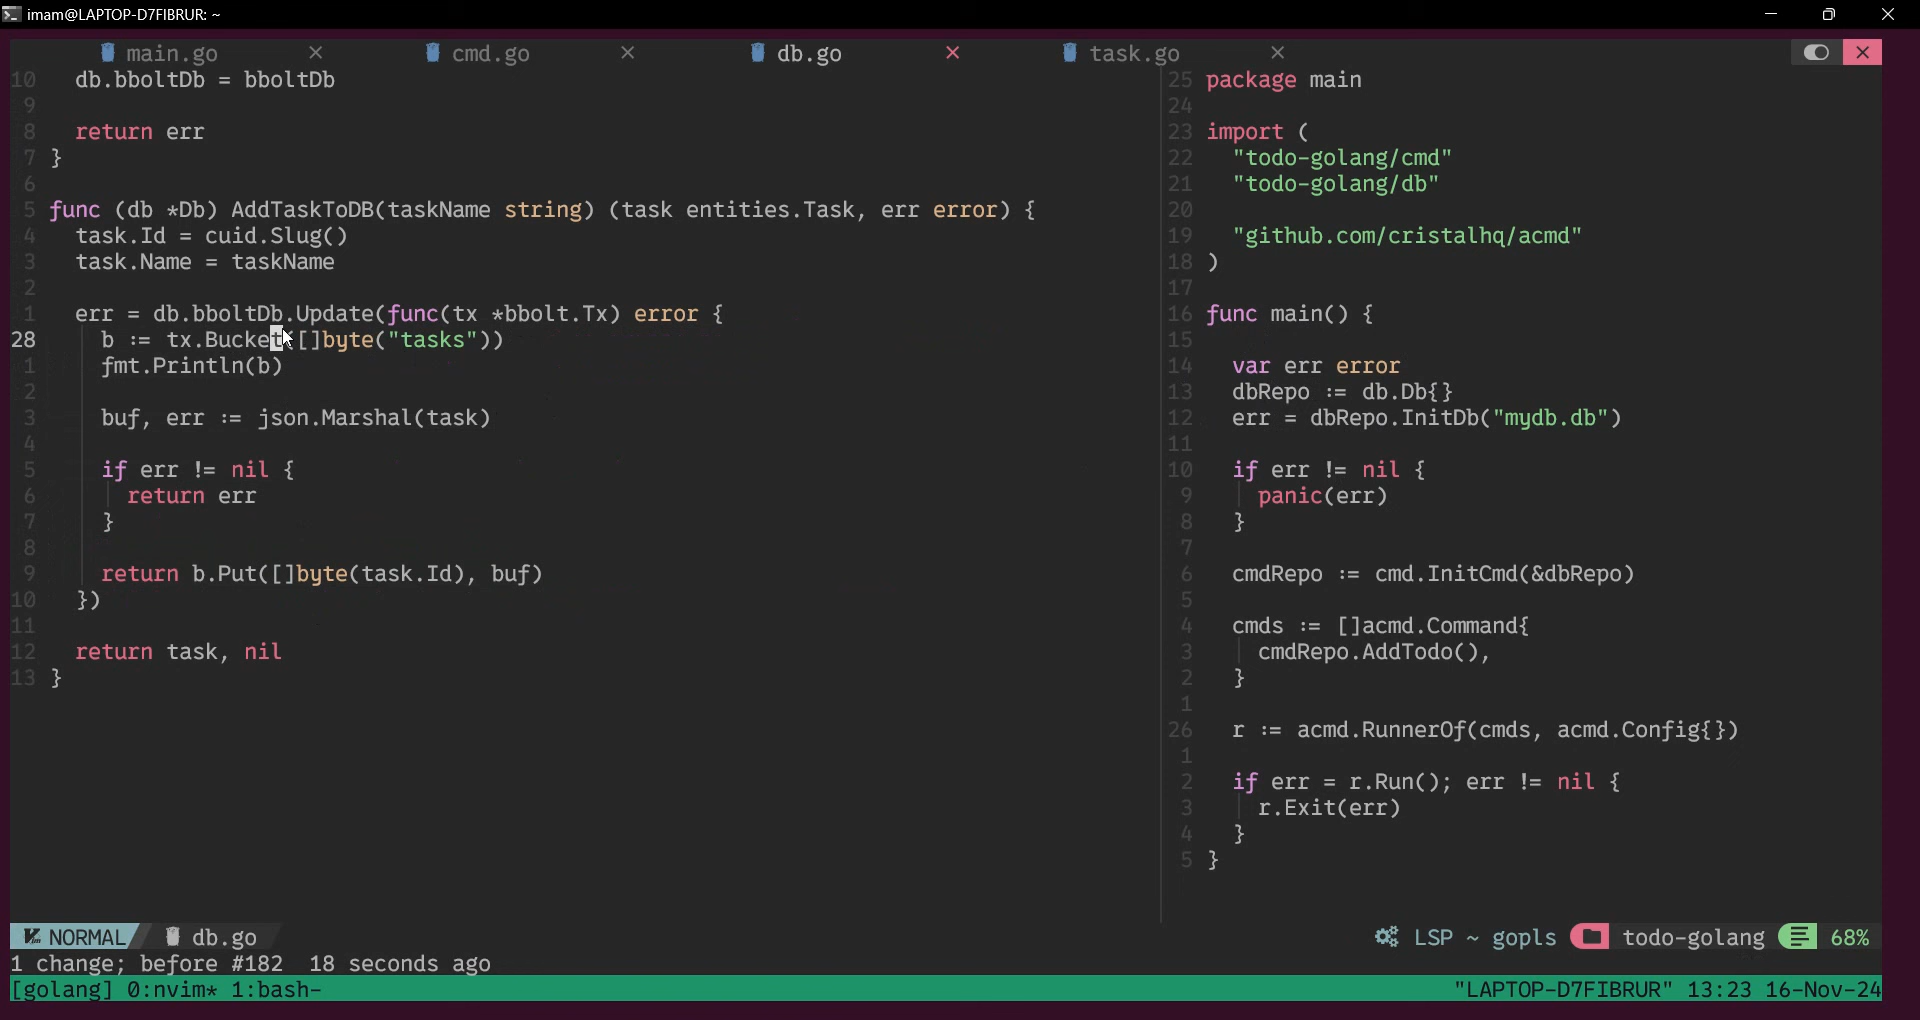 imam@LAPTOP-D7FIBRUR: ~
main.go
cmd.go
db.go
task.go
10 db.bboltDb = bboltDb
9
8 return err
7 }
6
5 func (db *Db) AddTaskToDB(taskName string) (task entities.Task, err error) {
4 task.Id = cuid.Slug()
3 task.Name = taskName
2
1 err = db.bboltDb.Update(func(tx *bbolt.Tx) error {
28 b := tx.Bucket([]byte("tasks"))
1 fmt.Println(b)
2
3 buf, err := json.Marshal(task)
4
5 if err != nil {
6 return err
7 }
8
9 return b.Put([]byte(task.Id), buf)
10 })
11
12 return task, nil
13 }
25 package main
24
23 import (
22 "todo-golang/cmd"
21 "todo-golang/db"
20
19 "github.com/cristalhq/acmd"
18 )
17
16 func main() {
15
14 var err error
13 dbRepo := db.Db{}
12 err = dbRepo.InitDb("mydb.db")
11
10 if err != nil {
9 panic(err)
8 }
7
6 cmdRepo := cmd.InitCmd(&dbRepo)
5
4 cmds := []acmd.Command{
3 cmdRepo.AddTodo(),
2 }
1
26 r := acmd.RunnerOf(cmds, acmd.Config{})
1
2 if err = r.Run(); err != nil {
3 r.Exit(err)
4 }
5 }
NORMAL db.go LSP ~ gopls todo-golang 68%
1 change; before #182 18 seconds ago
[golang] 0:nvim* 1:bash- "LAPTOP-D7FIBRUR" 13:23 16-Nov-24